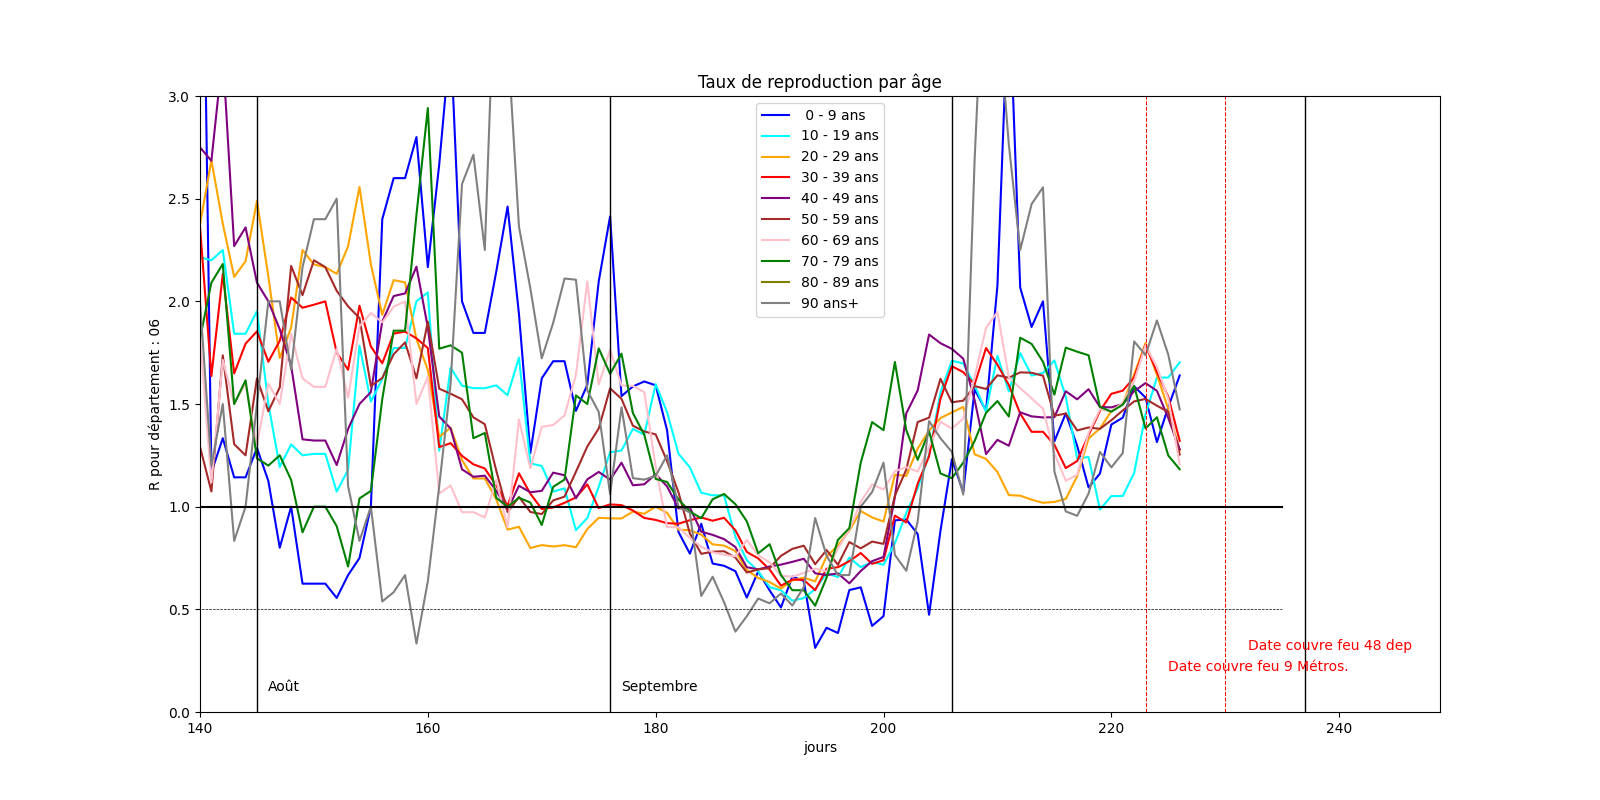 Taux de reproduction par âge
3.0
2.5
2.0
1.5
1.0
0.5
0.0
R pour département : 06
0 - 9 ans
10 - 19 ans
20 - 29 ans
30 - 39 ans
40 - 49 ans
50 - 59 ans
60 - 69 ans
70 - 79 ans
80 - 89 ans
90 ans+
Date couvre feu 48 dep
Date couvre feu 9 Métros.
Août
Septembre
140
160
180
200
220
240
jours